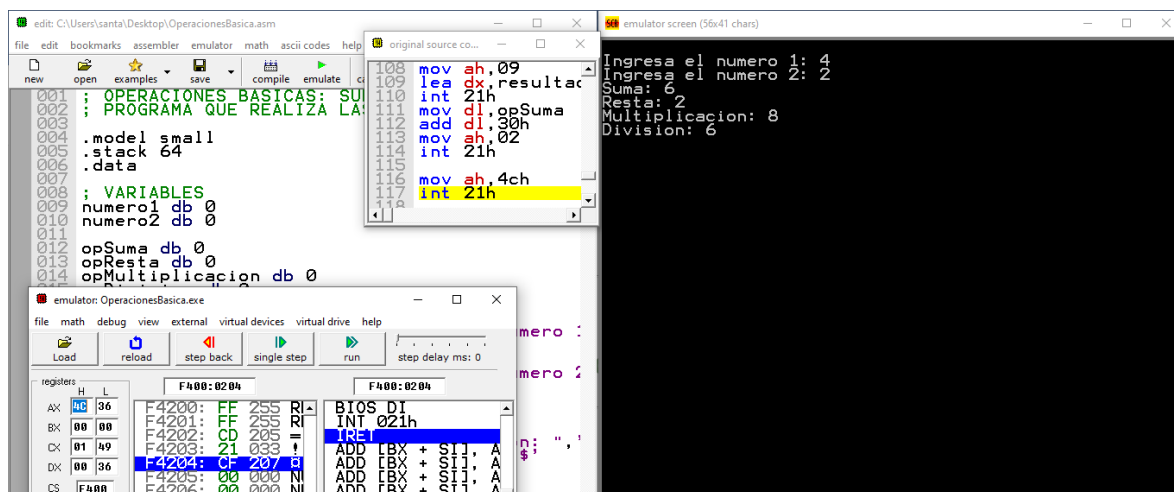 edit: C:\Users\santa\Desktop\OperacionesBasica.asm
file edit bookmarks assembler emulator math ascii codes help
new open examples save compile emulate
001 ; OPERACIONES BASICAS: SU
002 ; PROGRAMA QUE REALIZA LAS
003
004 .model small
005 .stack 64
006 .data
007
008 ; VARIABLES
009 numero1 db 0
010 numero2 db 0
011
012 opSuma db 0
013 opResta db 0
014 opMultiplicacion db 0
original source co...
108 mov ah,09
109 lea dx,resultad
110 int 21h
111 mov dl,opSuma
112 add dl,30h
113 mov ah,02
114 int 21h
115
116 mov ah,4ch
117 int 21h
118
emulator: OperacionesBasica.exe
file math debug view external virtual devices virtual drive help
Load reload step back single step run step delay ms: 0
registers
H L
F400:0204 F400:0204
AX 4C 36
BX 00 00
CX 01 49
DX 00 36
CS F400
F4200: FF 255 R
F4201: FF 255 R
F4202: CD 205 =
F4203: 21 033 !
F4204: CF 207 ¤
F4205: 00 000 N
F4206: 00 000 N
BIOS DI
INT 021h
IRET
ADD [BX + SI], A
ADD [BX + SI], A
ADD [BX + SI], A
ADD [BX + SI], A
mero 1
mero 2
n: ","
$;
emulator screen (56x41 chars)
Ingresa el numero 1: 4
Ingresa el numero 2: 2
Suma: 6
Resta: 2
Multiplicacion: 8
Division: 6